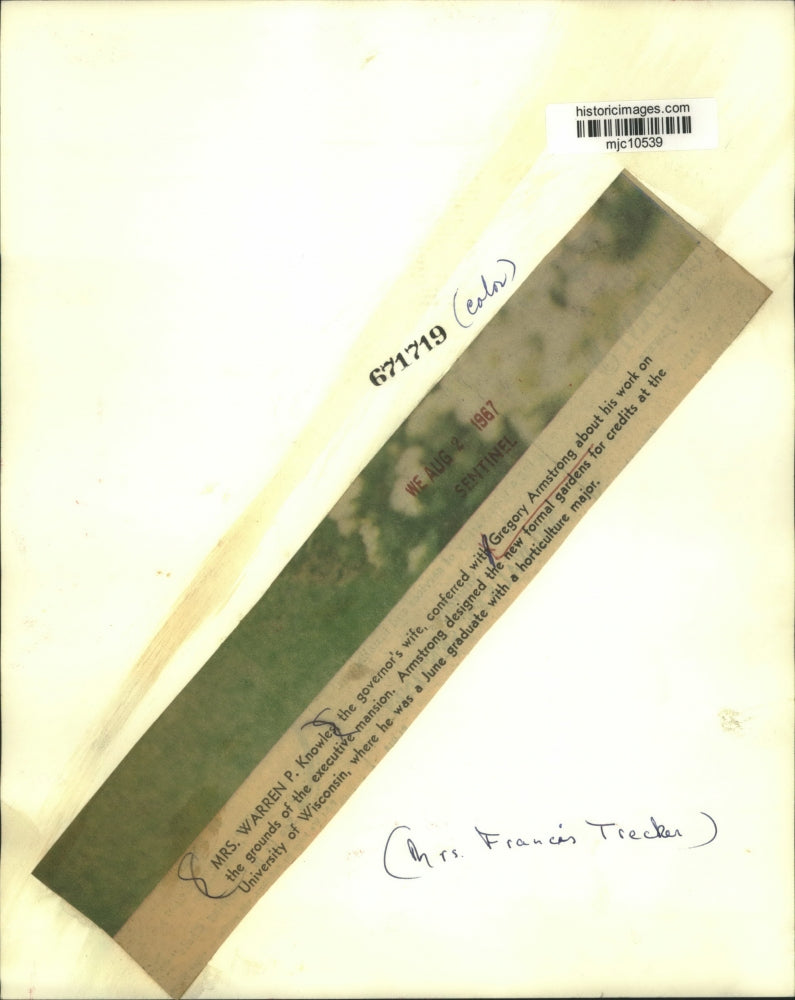 historicimages.com
mjc10539
671719 (color)
WE AUG 2 1967
SENTINEL
MRS. WARREN P. Knowles, the governor's wife, conferred with Gregory Armstrong about his work on
the grounds of the executive mansion. Armstrong designed the new formal gardens for credits at the
University of Wisconsin, where he was a June graduate with a horticulture major.
(Mrs. Francis Trecker)